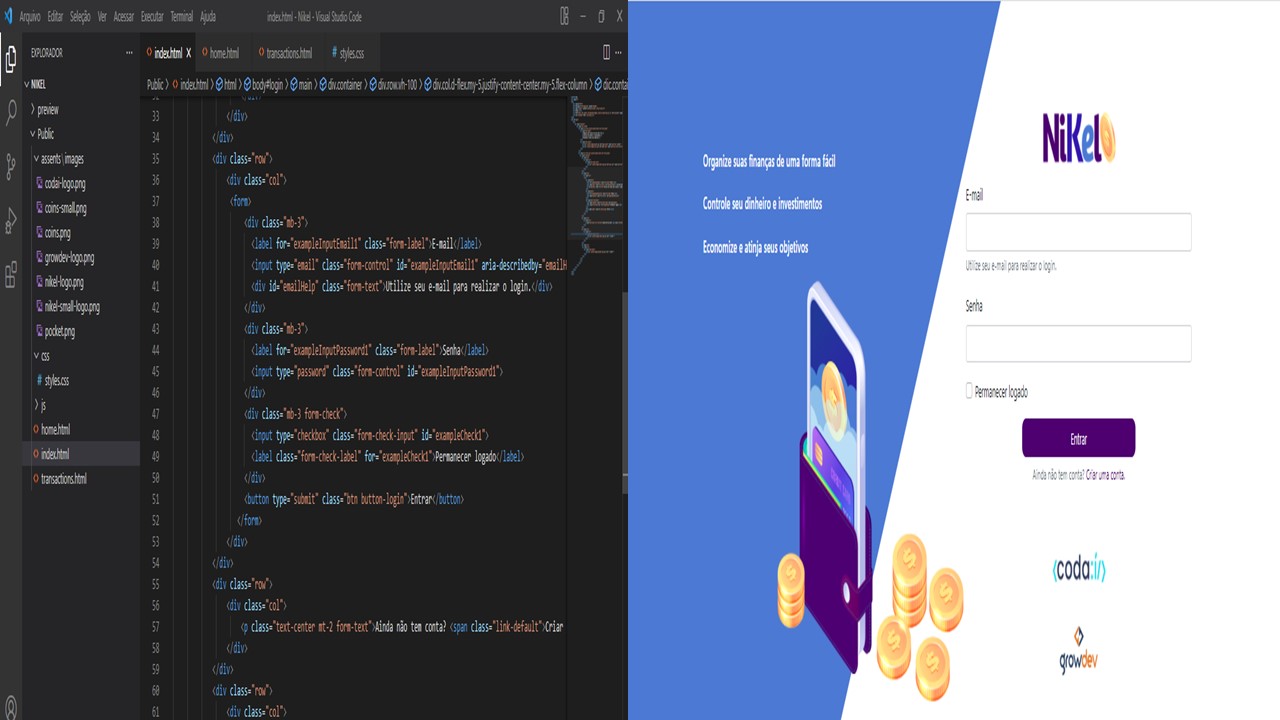 Arquivo Editar Seleção Ver Acessar Executar Terminal Ajuda
index.html - Nikel - Visual Studio Code
EXPLORADOR
NIKEL
preview
Public
assents \ images
codai-logo.png
coins-small.png
coins.png
growdev-logo.png
nikel-logo.png
nikel-small-logo.png
pocket.png
css
styles.css
js
home.html
index.html
transactions.html
index.html home.html transactions.html styles.css
Public > index.html > html > body#login > main > div.container > div.row.vh-100 > div.col.d-flex.my-5.justify-content-center.my-5.flex-column > dic.conta
33 </div>
34 </div>
35 <div class="row">
36 <div class="col">
37 <form>
38 <div class="mb-3">
39 <label for="exampleInputEmail1" class="form-label">E-mail</label>
40 <input type="email" class="form-control" id="exampleInputEmail1" aria-describedby="emailH
41 <div id="emailHelp" class="form-text">Utilize seu e-mail para realizar o login.</div>
42 </div>
43 <div class="mb-3">
44 <label for="exampleInputPassword1" class="form-label">Senha</label>
45 <input type="password" class="form-control" id="exampleInputPassword1">
46 </div>
47 <div class="mb-3 form-check">
48 <input type="checkbox" class="form-check-input" id="exampleCheck1">
49 <label class="form-check-label" for="exampleCheck1">Permanecer logado</label>
50 </div>
51 <button type="submit" class="btn button-login">Entrar</button>
52 </form>
53 </div>
54 </div>
55 <div class="row">
56 <div class="col">
57 <p class="text-center mt-2 form-text">Ainda não tem conta? <span class="link-default">Criar
58 </div>
59 </div>
60 <div class="row">
61 <div class="col">
Organize suas finanças de uma forma fácil
Controle seu dinheiro e investimentos
Economize e atinja seus objetivos
NiKel
E-mail
Utilize seu e-mail para realizar o login.
Senha
Permanecer logado
Entrar
Ainda não tem conta? Criar uma conta.
growdev